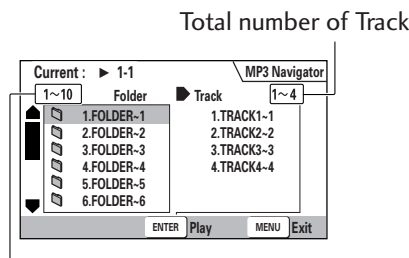 Total number of Track
Current : ► 1-1 MP3 Navigator
1~10 Folder Track 1~4
1.FOLDER~1 1.TRACK1~1
2.FOLDER~2 2.TRACK2~2
3.FOLDER~3 3.TRACK3~3
4.FOLDER~4 4.TRACK4~4
5.FOLDER~5
6.FOLDER~6
ENTER Play MENU Exit